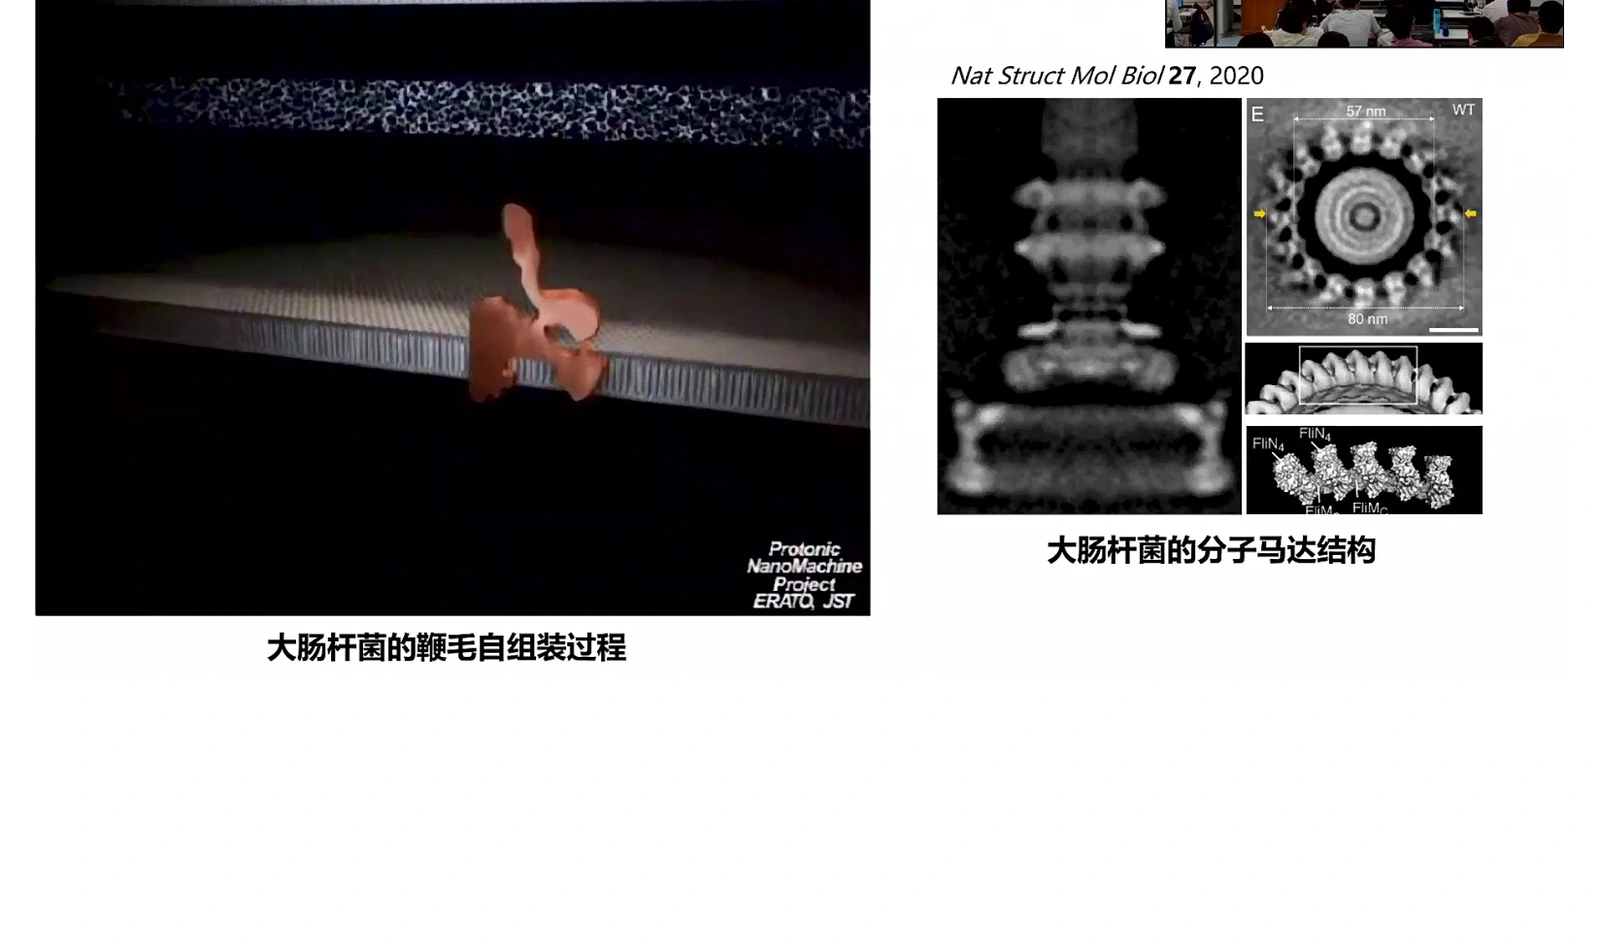 Nat Struct Mol Biol 27, 2020
E
57 nm
WT
80 nm
FliN4
FliN4
FliMC
Protonic
NanoMachine
Project
ERATO, JST
大肠杆菌的分子马达结构
大肠杆菌的鞭毛自组装过程